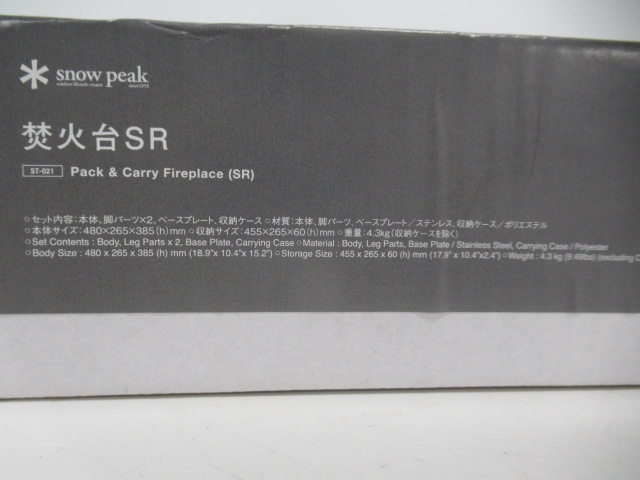 snow peak
焚火台SR
ST-021 Pack & Carry Fireplace (SR)
○セット内容:本体、脚パーツ×2、ベースプレート、収納ケース ○材質:本体、脚パーツ、ベースプレート/ステンレス、収納ケース/ポリエステル
○本体サイズ:480×265×385(h)mm ○収納サイズ:455×265×60(h)mm ○重量:4.3kg(収納ケースを除く)
○Set Contents : Body, Leg Parts x 2, Base Plate, Carrying Case ○Material : Body, Leg Parts, Base Plate / Stainless Steel, Carrying Case / Polyester
○Body Size : 480 x 265 x 385 (h) mm (18.9"x 10.4"x 15.2") ○Storage Size : 455 x 265 x 60 (h) mm (17.9" x 10.4"x2.4") ○Weight : 4.3 kg (9.49lbs) (excluding